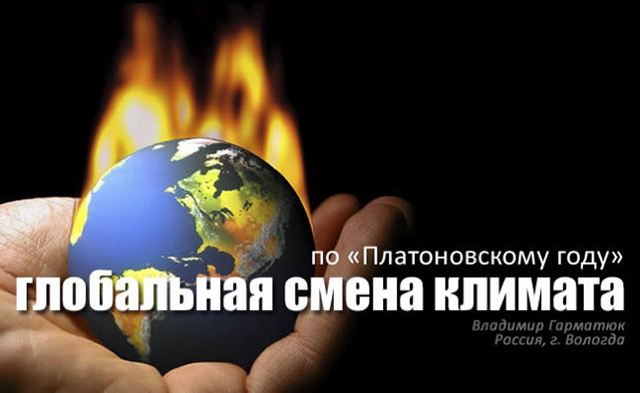 по «Платоновскому году»
глобальная смена климата
Владимир Гарматюк
Россия, г. Вологда